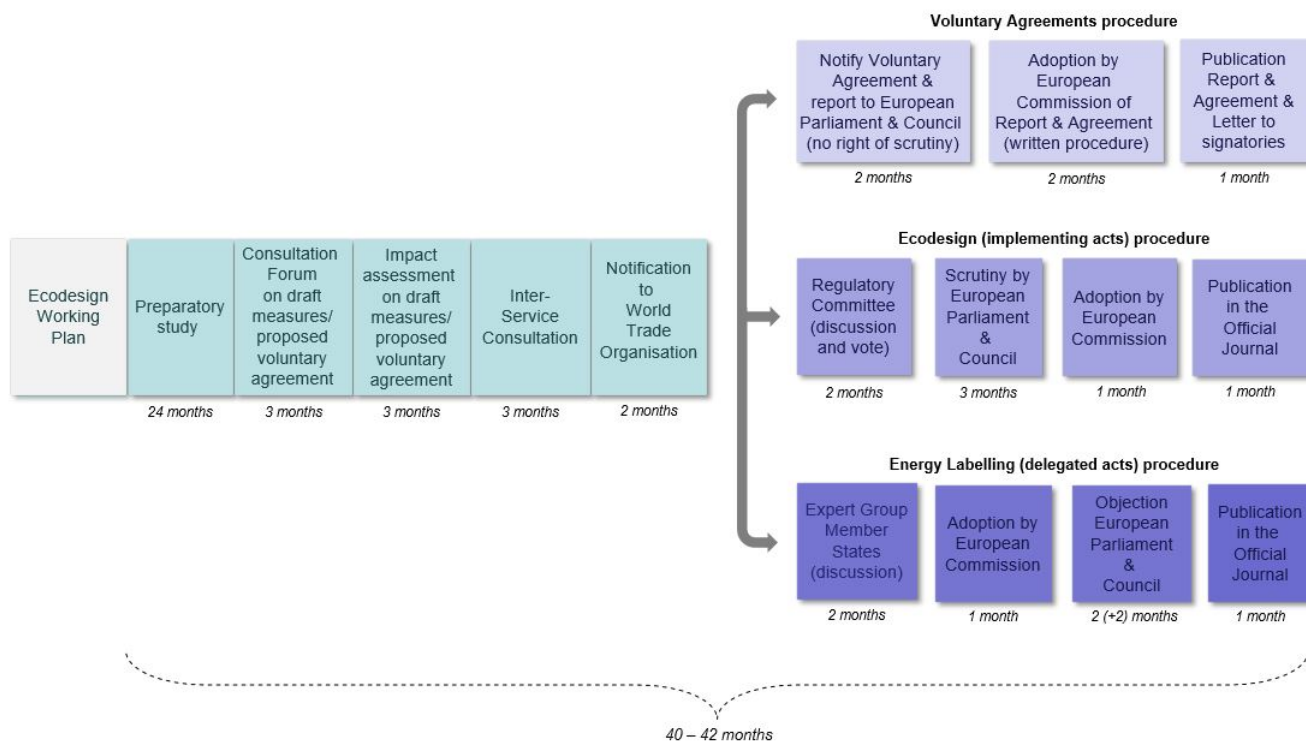 Voluntary Agreements procedure
Notify Voluntary
Agreement &
report to European
Parliament & Council
(no right of scrutiny)
2 months
Adoption by
European
Commission of
Report & Agreement
(written procedure)
2 months
Publication
Report &
Agreement &
Letter to
signatories
1 month
Ecodesign
Working
Plan
Preparatory
study
24 months
Consultation
Forum
on draft
measures/
proposed
voluntary
agreement
3 months
Impact
assessment
on draft
measures/
proposed
voluntary
agreement
3 months
Inter-
Service
Consultation
3 months
Notification
to
World
Trade
Organisation
2 months
Ecodesign (implementing acts) procedure
Regulatory
Committee
(discussion
and vote)
2 months
Scrutiny by
European
Parliament
&
Council
3 months
Adoption by
European
Commission
1 month
Publication
in the
Official
Journal
1 month
Energy Labelling (delegated acts) procedure
Expert Group
Member
States
(discussion)
2 months
Adoption by
European
Commission
1 month
Objection
European
Parliament
&
Council
2 (+2) months
Publication
in the
Official
Journal
1 month
40 – 42 months